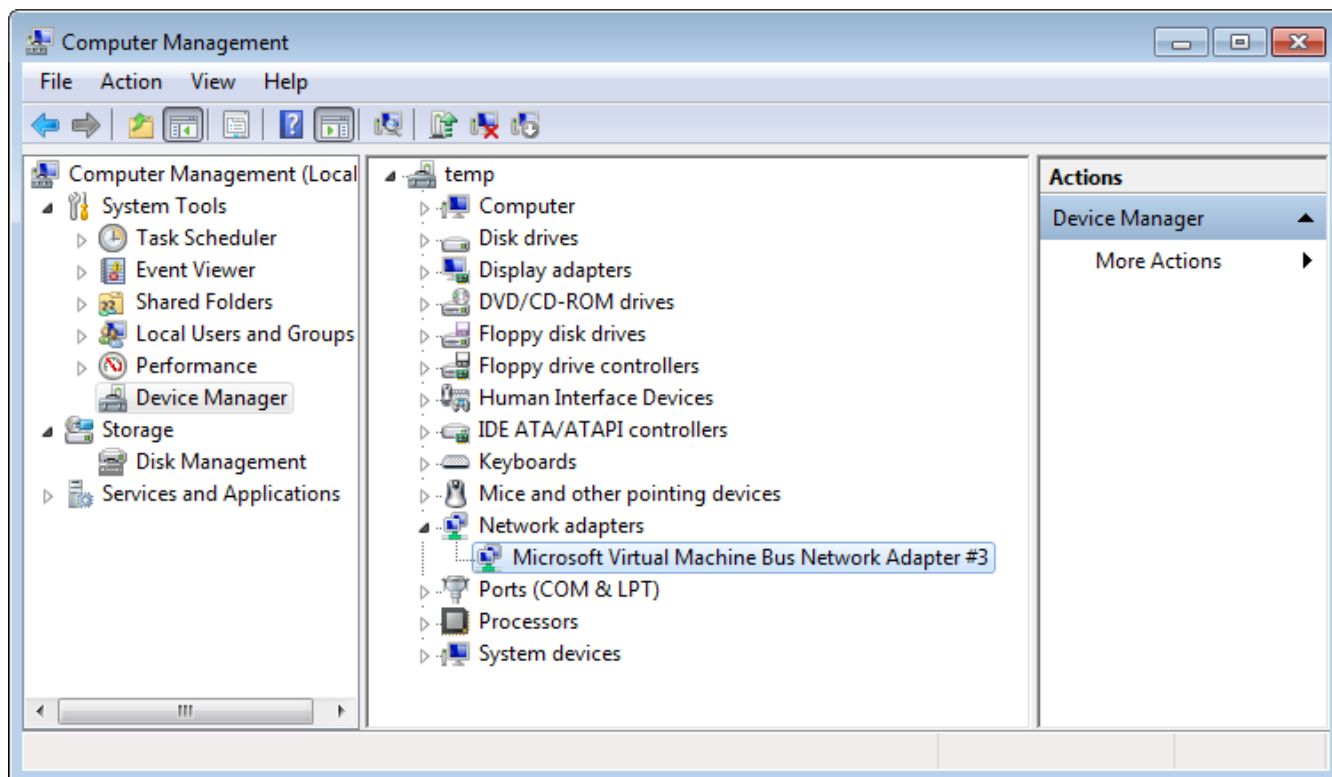 Computer Management
File Action View Help
Computer Management (Local
System Tools
Task Scheduler
Event Viewer
Shared Folders
Local Users and Groups
Performance
Device Manager
Storage
Disk Management
Services and Applications
temp
Computer
Disk drives
Display adapters
DVD/CD-ROM drives
Floppy disk drives
Floppy drive controllers
Human Interface Devices
IDE ATA/ATAPI controllers
Keyboards
Mice and other pointing devices
Network adapters
Microsoft Virtual Machine Bus Network Adapter #3
Ports (COM & LPT)
Processors
System devices
Actions
Device Manager
More Actions